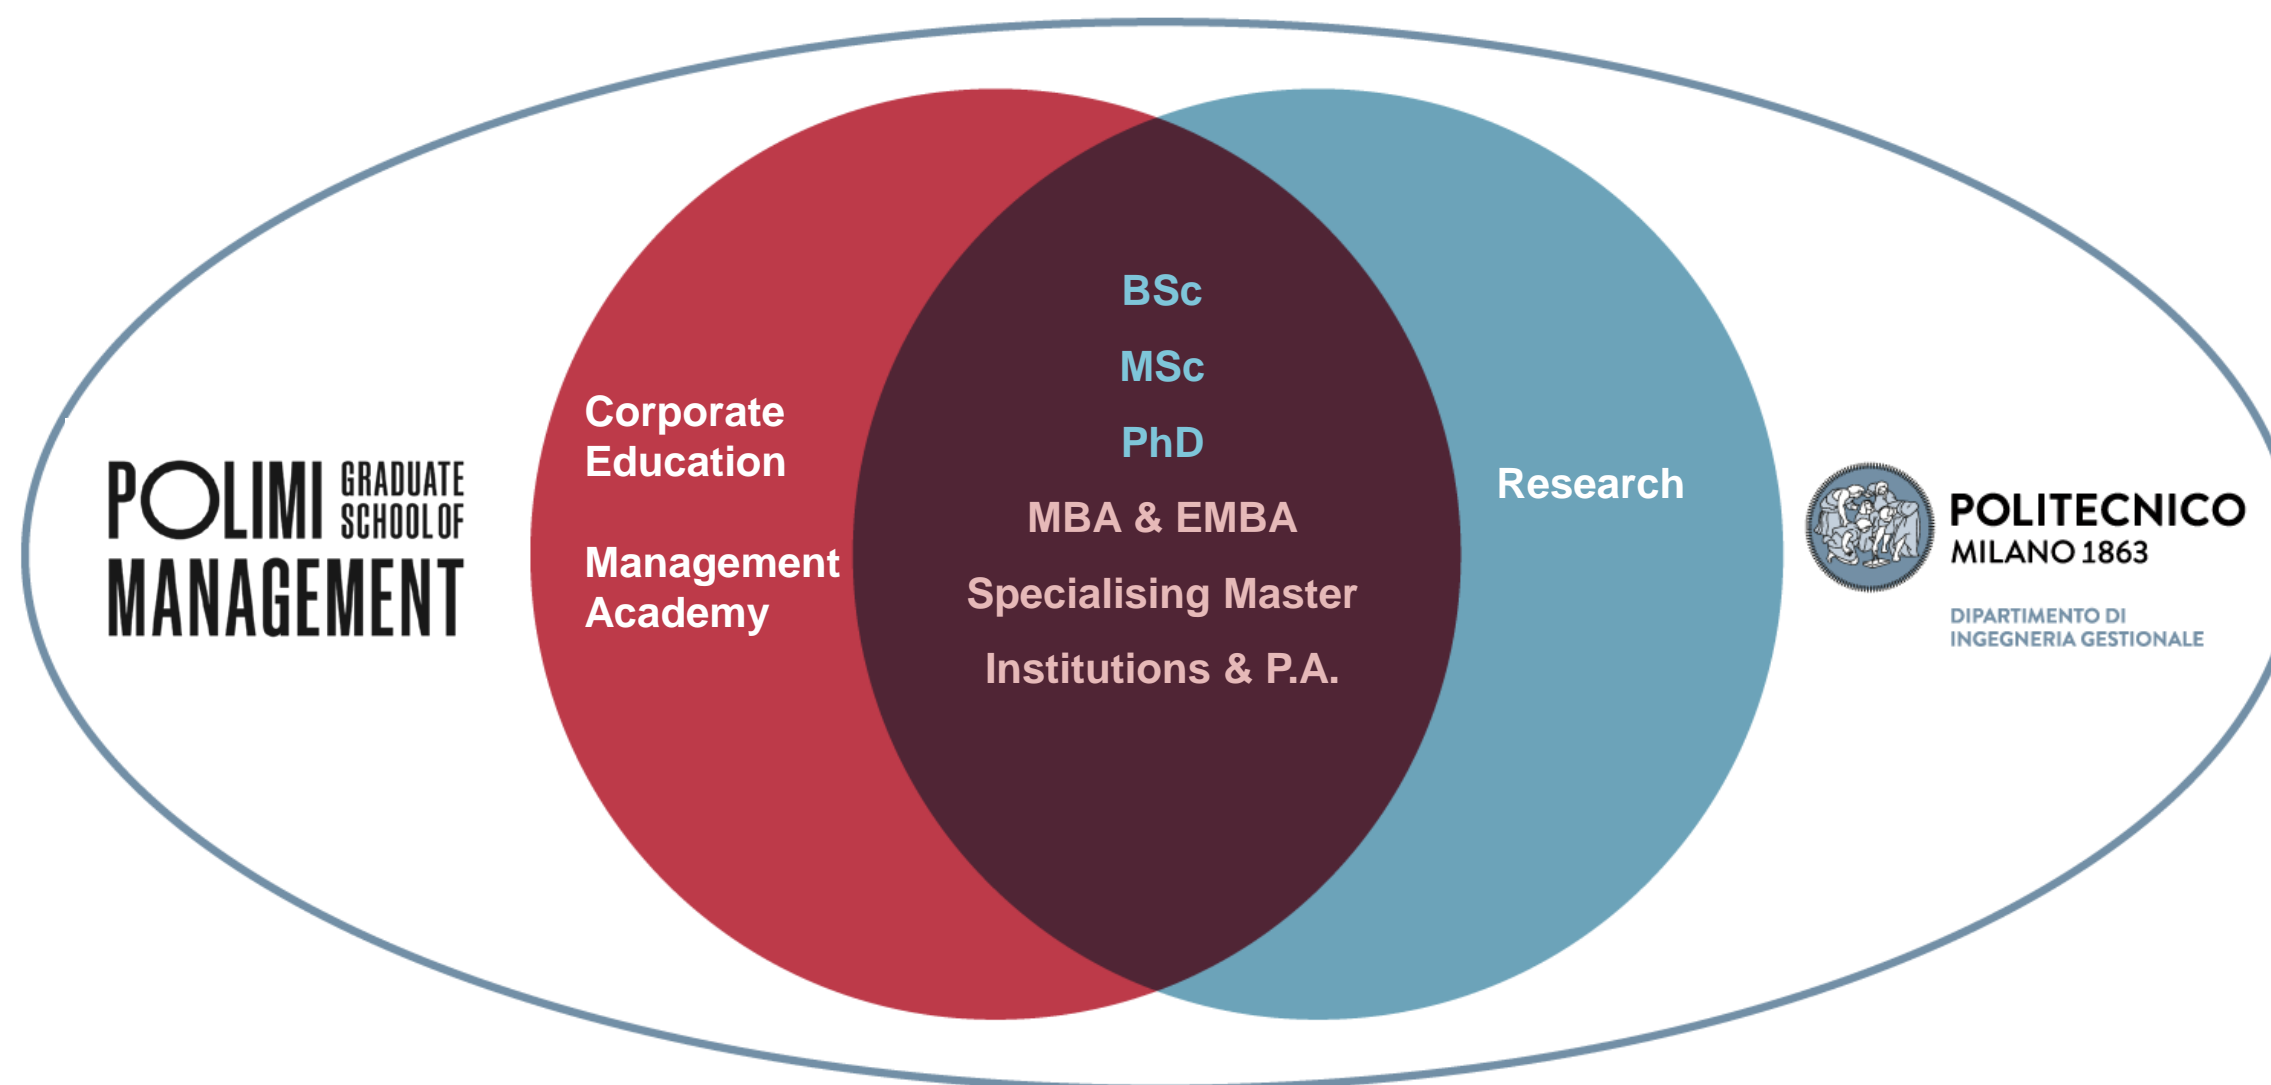 POLIMI GRADUATE
SCHOOL OF
MANAGEMENT
Corporate
Education
Management
Academy
BSc
MSc
PhD
MBA & EMBA
Specialising Master
Institutions & P.A.
Research
POLITECNICO
MILANO 1863
DIPARTIMENTO DI
INGEGNERIA GESTIONALE